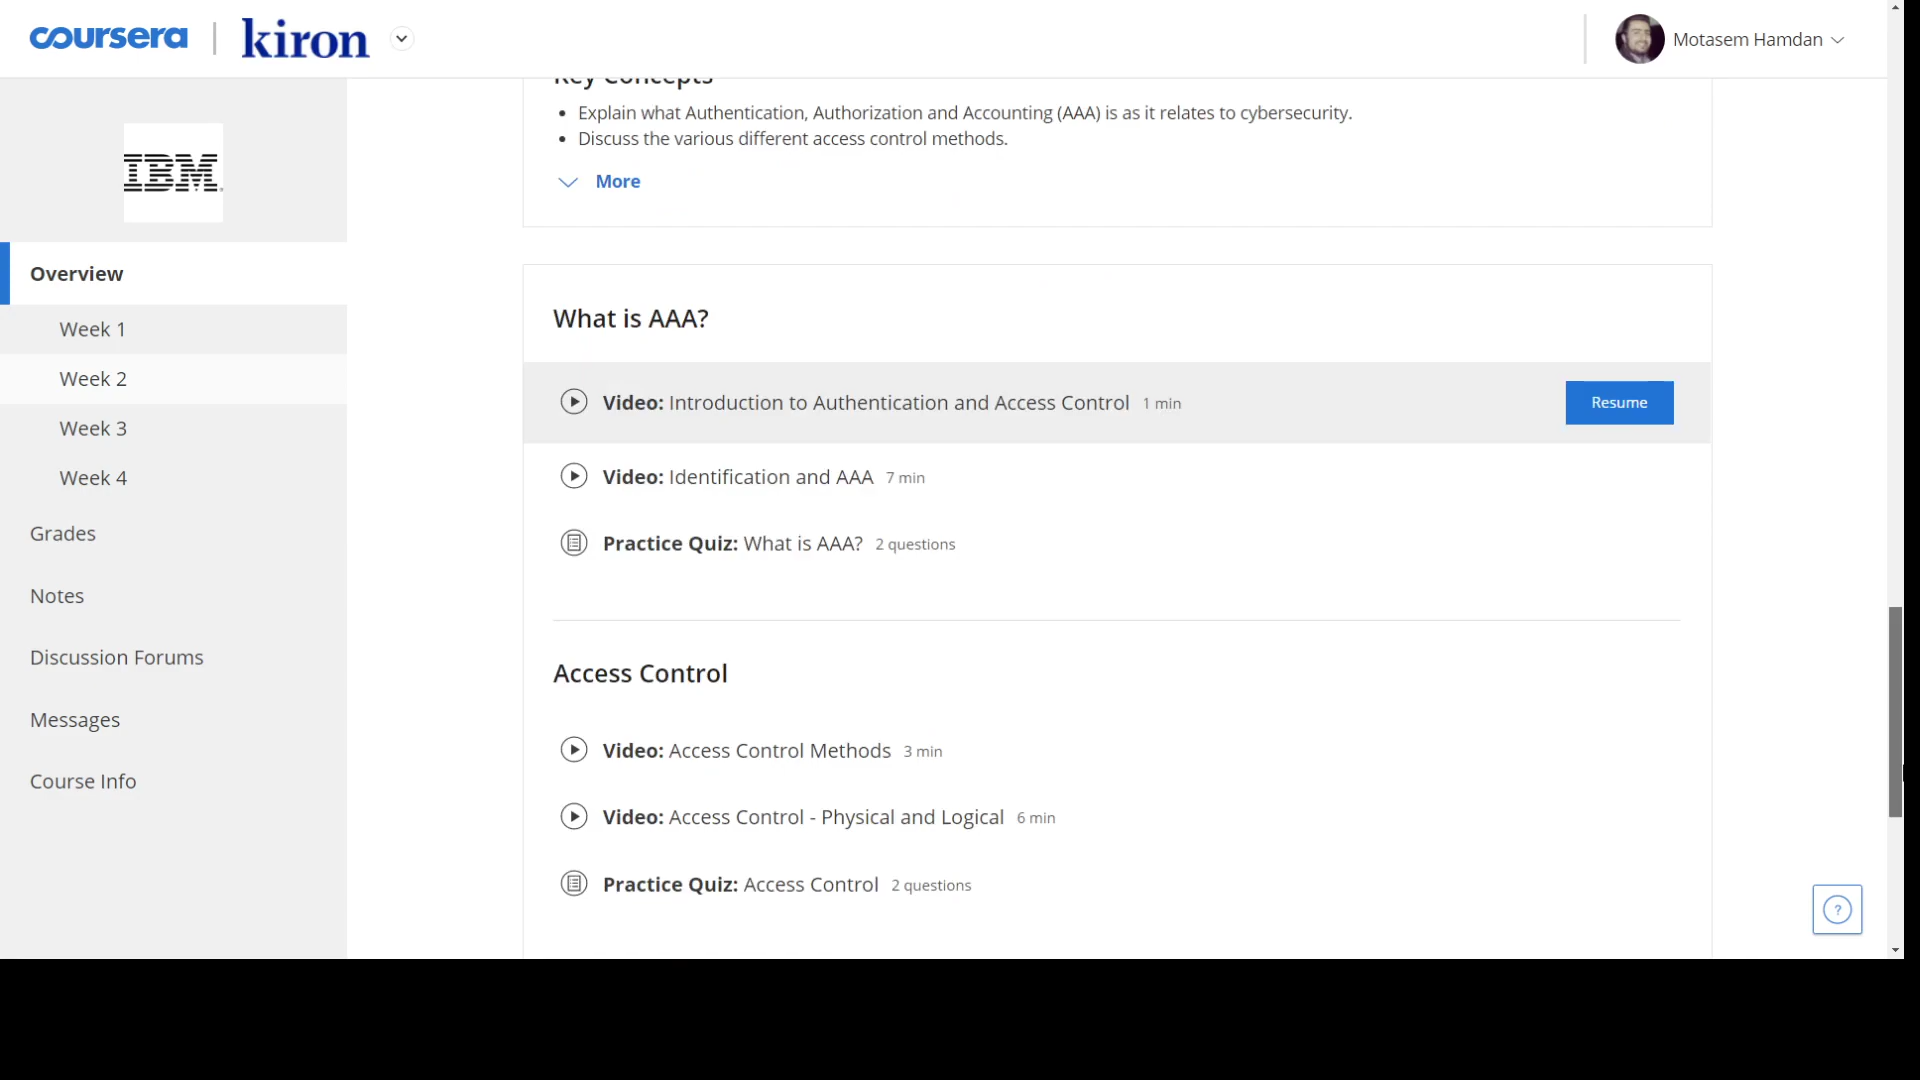 coursera | kiron
Motasem Hamdan
Key Concepts
• Explain what Authentication, Authorization and Accounting (AAA) is as it relates to cybersecurity.
• Discuss the various different access control methods.
More
IBM
Overview
Week 1
Week 2
Week 3
Week 4
Grades
Notes
Discussion Forums
Messages
Course Info
What is AAA?
Video: Introduction to Authentication and Access Control 1 min
Resume
Video: Identification and AAA 7 min
Practice Quiz: What is AAA? 2 questions
Access Control
Video: Access Control Methods 3 min
Video: Access Control - Physical and Logical 6 min
Practice Quiz: Access Control 2 questions
?